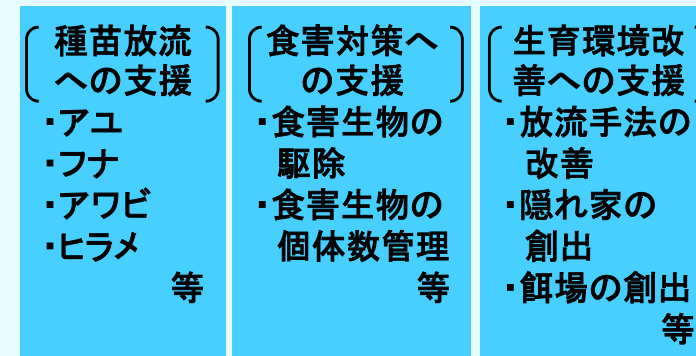 種苗放流
への支援
・アユ
・フナ
・アワビ
・ヒラメ
等
食害対策へ
の支援
・食害生物の
駆除
・食害生物の
個体数管理
等
生育環境改
善への支援
・放流手法の
改善
・隠れ家の
創出
・餌場の創出
等